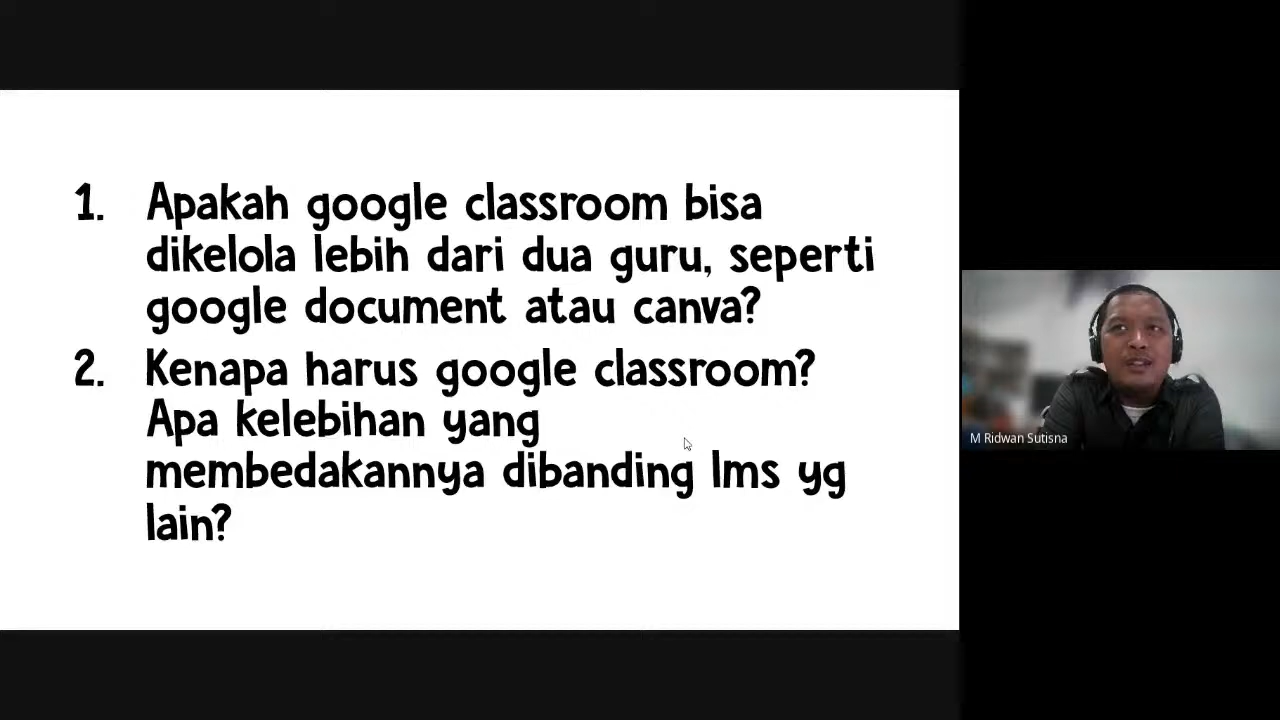 1. Apakah google classroom bisa
dikelola lebih dari dua guru, seperti
google document atau canva?
2. Kenapa harus google classroom?
Apa kelebihan yang
membedakannya dibanding lms yg
lain?
M Ridwan Sutisna